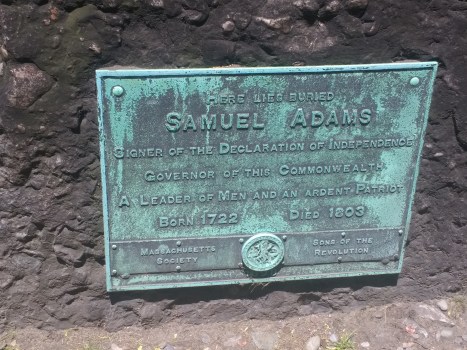 Here lies buried
Samuel Adams
Signer of the Declaration of Independence
Governor of this Commonwealth
A Leader of Men and an ardent Patriot
Born 1722 Died 1803
Massachusetts Society
Sons of the Revolution